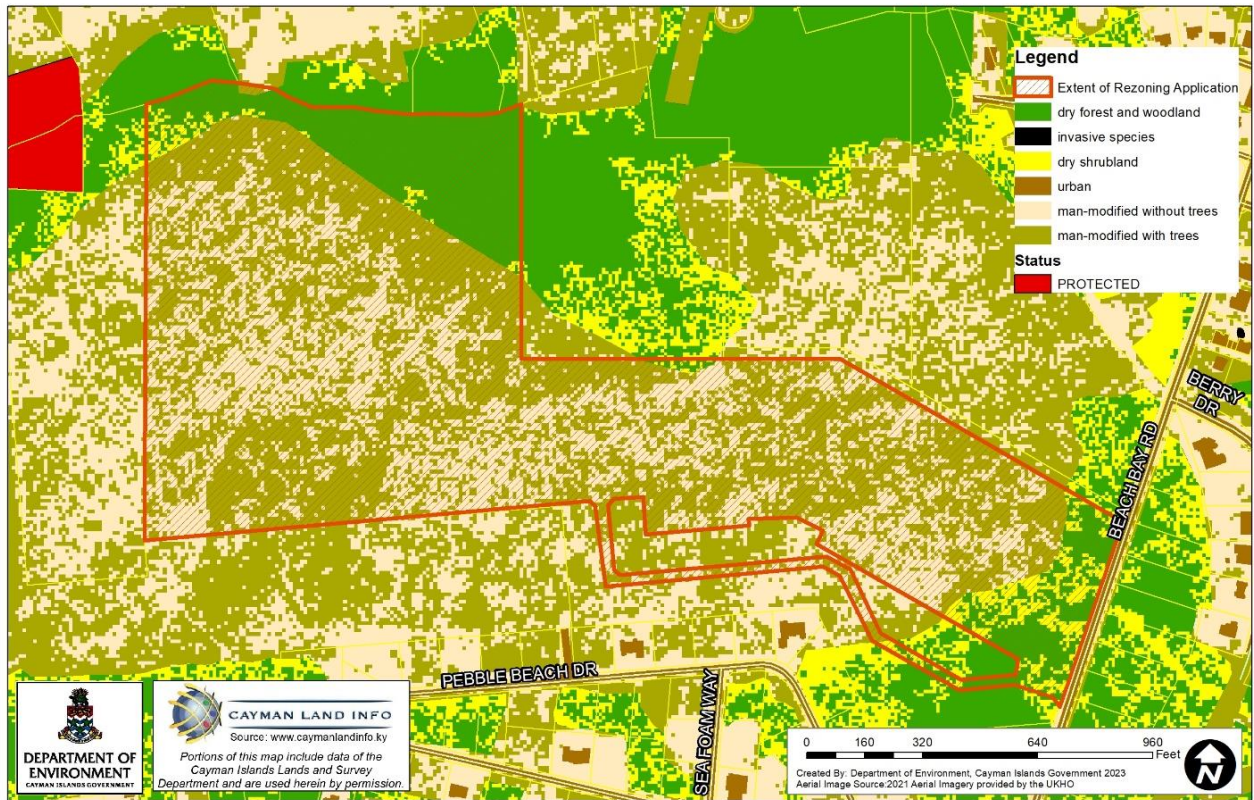 Legend
Extent of Rezoning Application
dry forest and woodland
invasive species
dry shrubland
urban
man-modified without trees
man-modified with trees
Status
PROTECTED
BERRY
DR
BEACH BAY RD
PEBBLE BEACH DR
SEA FOAM WAY
DEPARTMENT OF
ENVIRONMENT
CAYMAN ISLANDS GOVERNMENT
CAYMAN LAND INFO
Source: www.caymanlandinfo.ky
Portions of this map include data of the
Cayman Islands Lands and Survey
Department and are used herein by permission.
0 160 320 640 960
Feet
Created By: Department of Environment, Cayman Islands Government 2023
Aerial Image Source:2021 Aerial Imagery provided by the UKHO
N